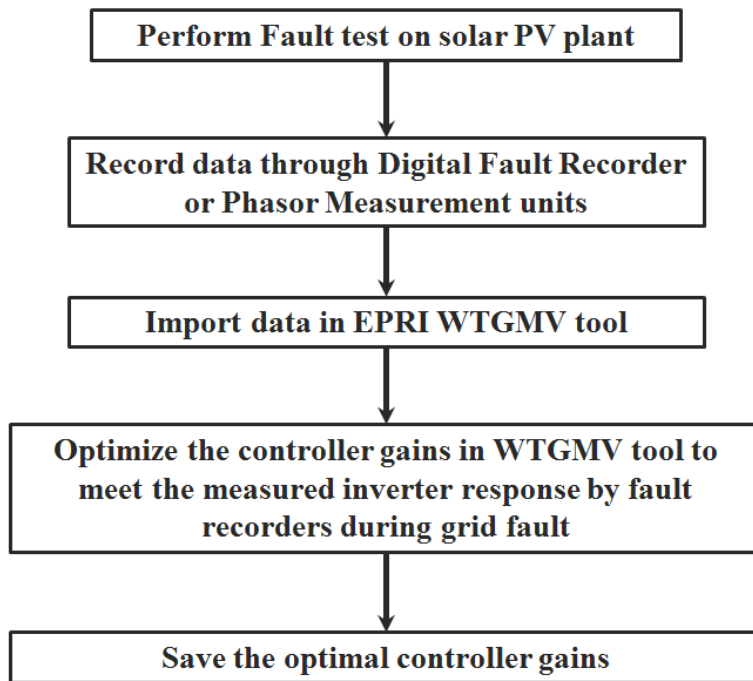 Perform Fault test on solar PV plant
Record data through Digital Fault Recorder
or Phasor Measurement units
Import data in EPRI WTGMV tool
Optimize the controller gains in WTGMV tool to
meet the measured inverter response by fault
recorders during grid fault
Save the optimal controller gains